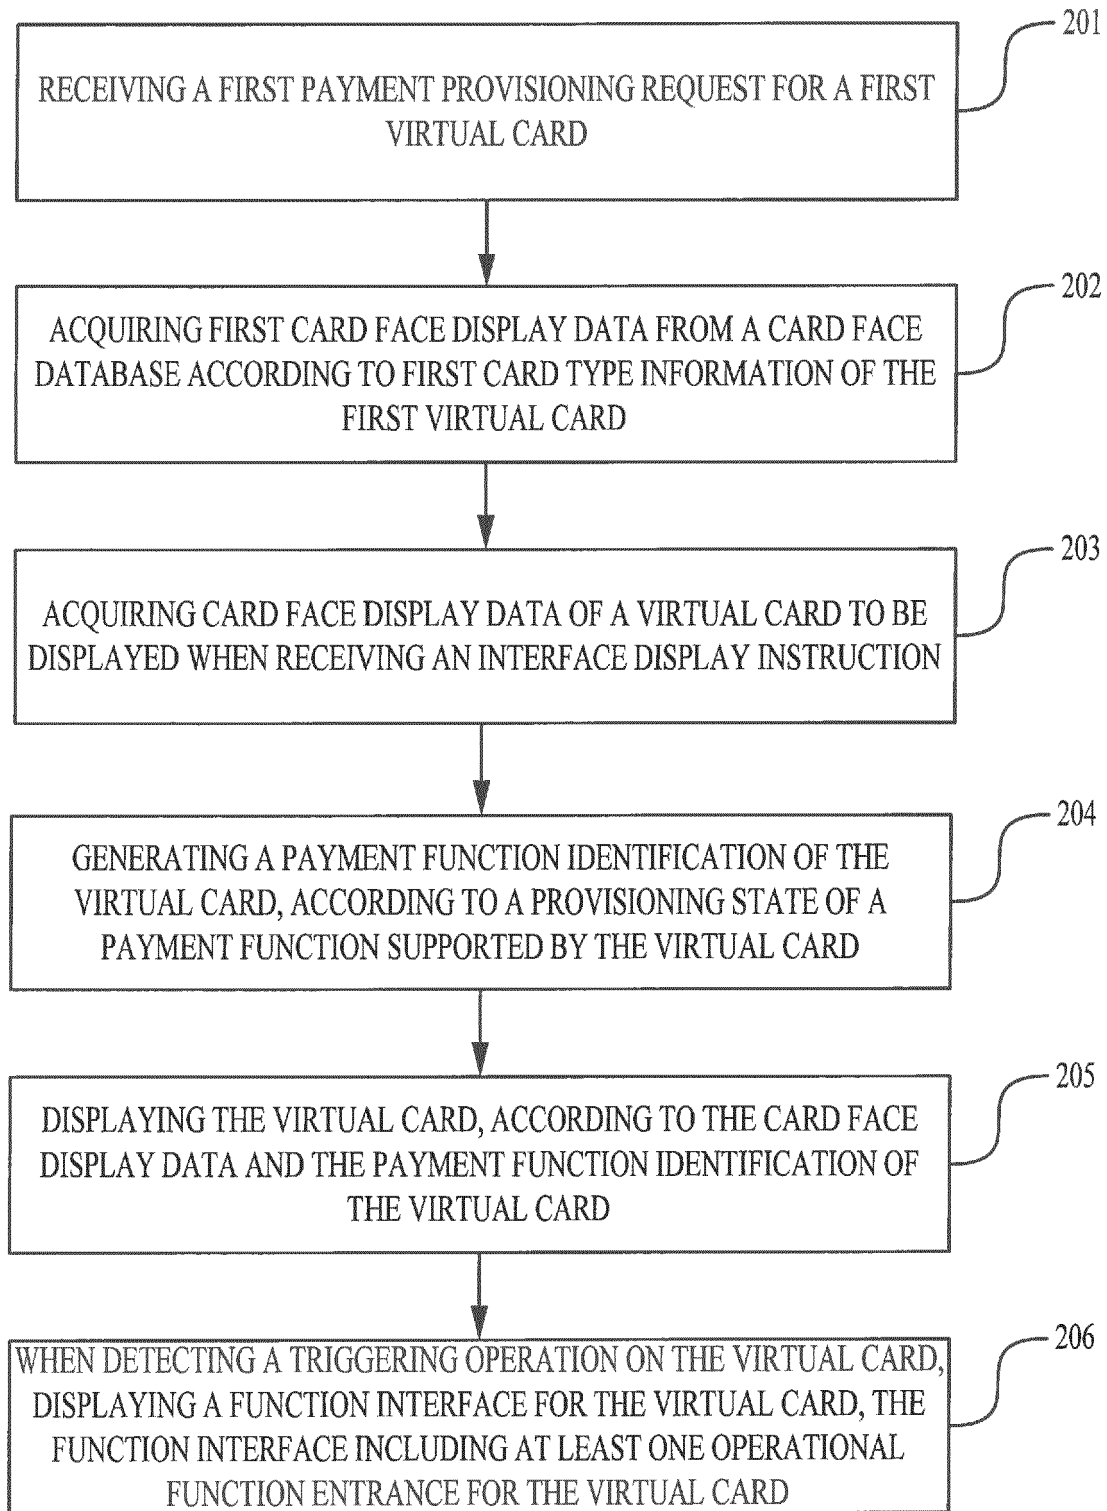 201
RECEIVING A FIRST PAYMENT PROVISIONING REQUEST FOR A FIRST
VIRTUAL CARD
202
ACQUIRING FIRST CARD FACE DISPLAY DATA FROM A CARD FACE
DATABASE ACCORDING TO FIRST CARD TYPE INFORMATION OF THE
FIRST VIRTUAL CARD
203
ACQUIRING CARD FACE DISPLAY DATA OF A VIRTUAL CARD TO BE
DISPLAYED WHEN RECEIVING AN INTERFACE DISPLAY INSTRUCTION
204
GENERATING A PAYMENT FUNCTION IDENTIFICATION OF THE
VIRTUAL CARD, ACCORDING TO A PROVISIONING STATE OF A
PAYMENT FUNCTION SUPPORTED BY THE VIRTUAL CARD
205
DISPLAYING THE VIRTUAL CARD, ACCORDING TO THE CARD FACE
DISPLAY DATA AND THE PAYMENT FUNCTION IDENTIFICATION OF
THE VIRTUAL CARD
206
WHEN DETECTING A TRIGGERING OPERATION ON THE VIRTUAL CARD,
DISPLAYING A FUNCTION INTERFACE FOR THE VIRTUAL CARD, THE
FUNCTION INTERFACE INCLUDING AT LEAST ONE OPERATIONAL
FUNCTION ENTRANCE FOR THE VIRTUAL CARD